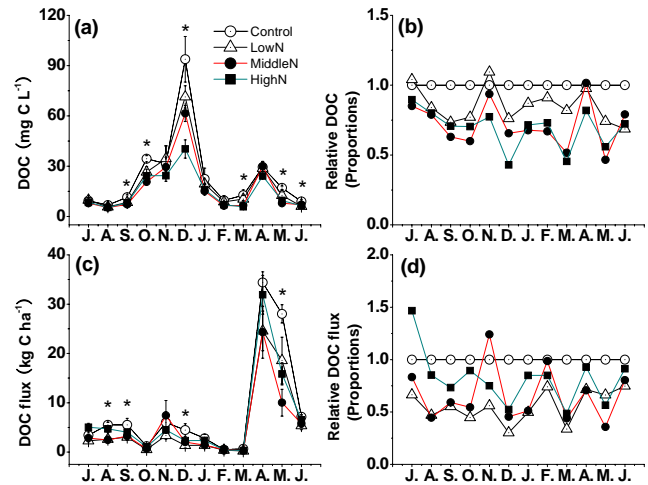 (a)
DOC (mg C L-1)
120
90
60
30
0
Control
LowN
MiddleN
HighN
* * * * * *
J. A. S. O. N. D. J. F. M. A. M. J.
(b)
Relative DOC
(Proportions)
1.5
1.0
0.5
0.0
J. A. S. O. N. D. J. F. M. A. M. J.
(c)
DOC flux (kg C ha-1)
40
30
20
10
0
* * * *
J. A. S. O. N. D. J. F. M. A. M. J.
(d)
Relative DOC flux
(Proportions)
2.0
1.5
1.0
0.5
0.0
J. A. S. O. N. D. J. F. M. A. M. J.